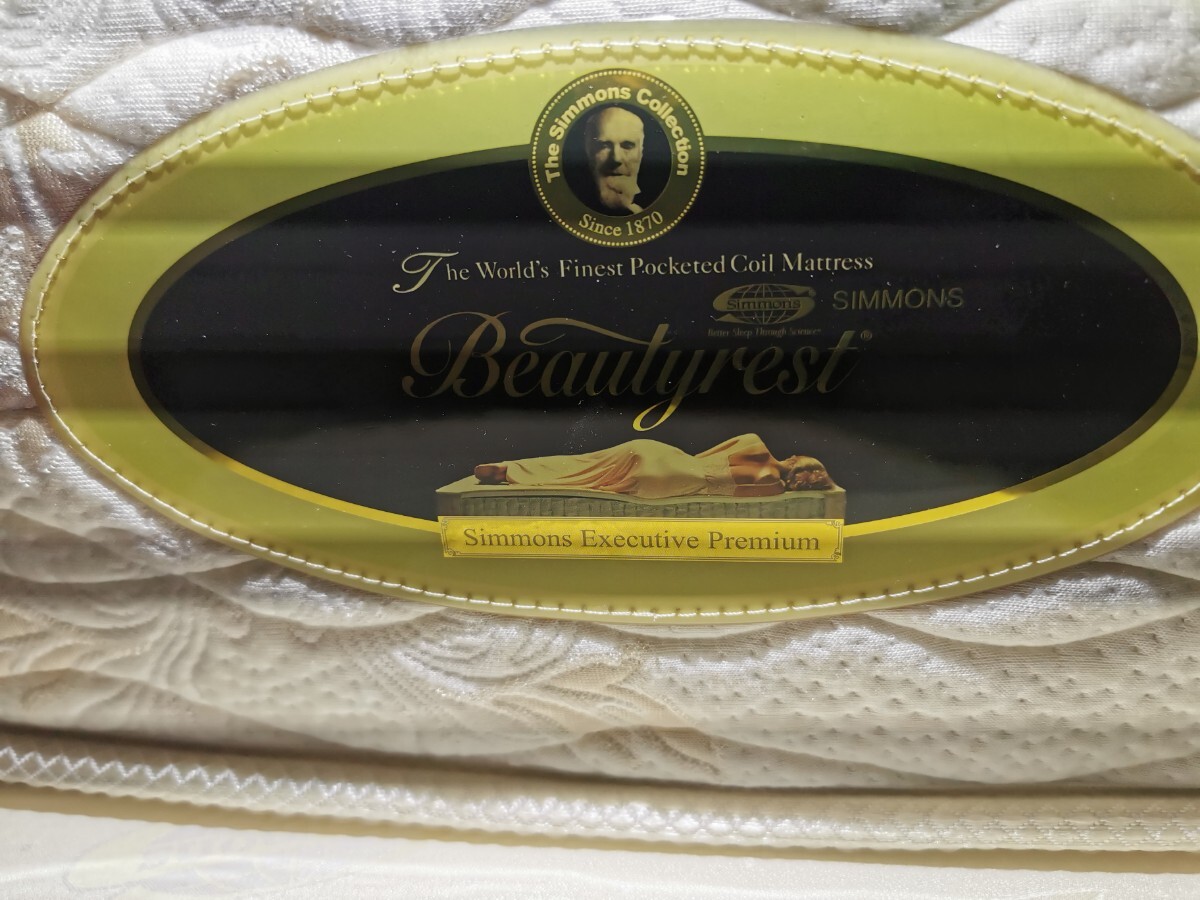 The Simmons Collection
Since 1870
The World's Finest Pocketed Coil Mattress
Simmons
SIMMONS
Better Sleep Through Science™
Beautyrest®
Simmons Executive Premium